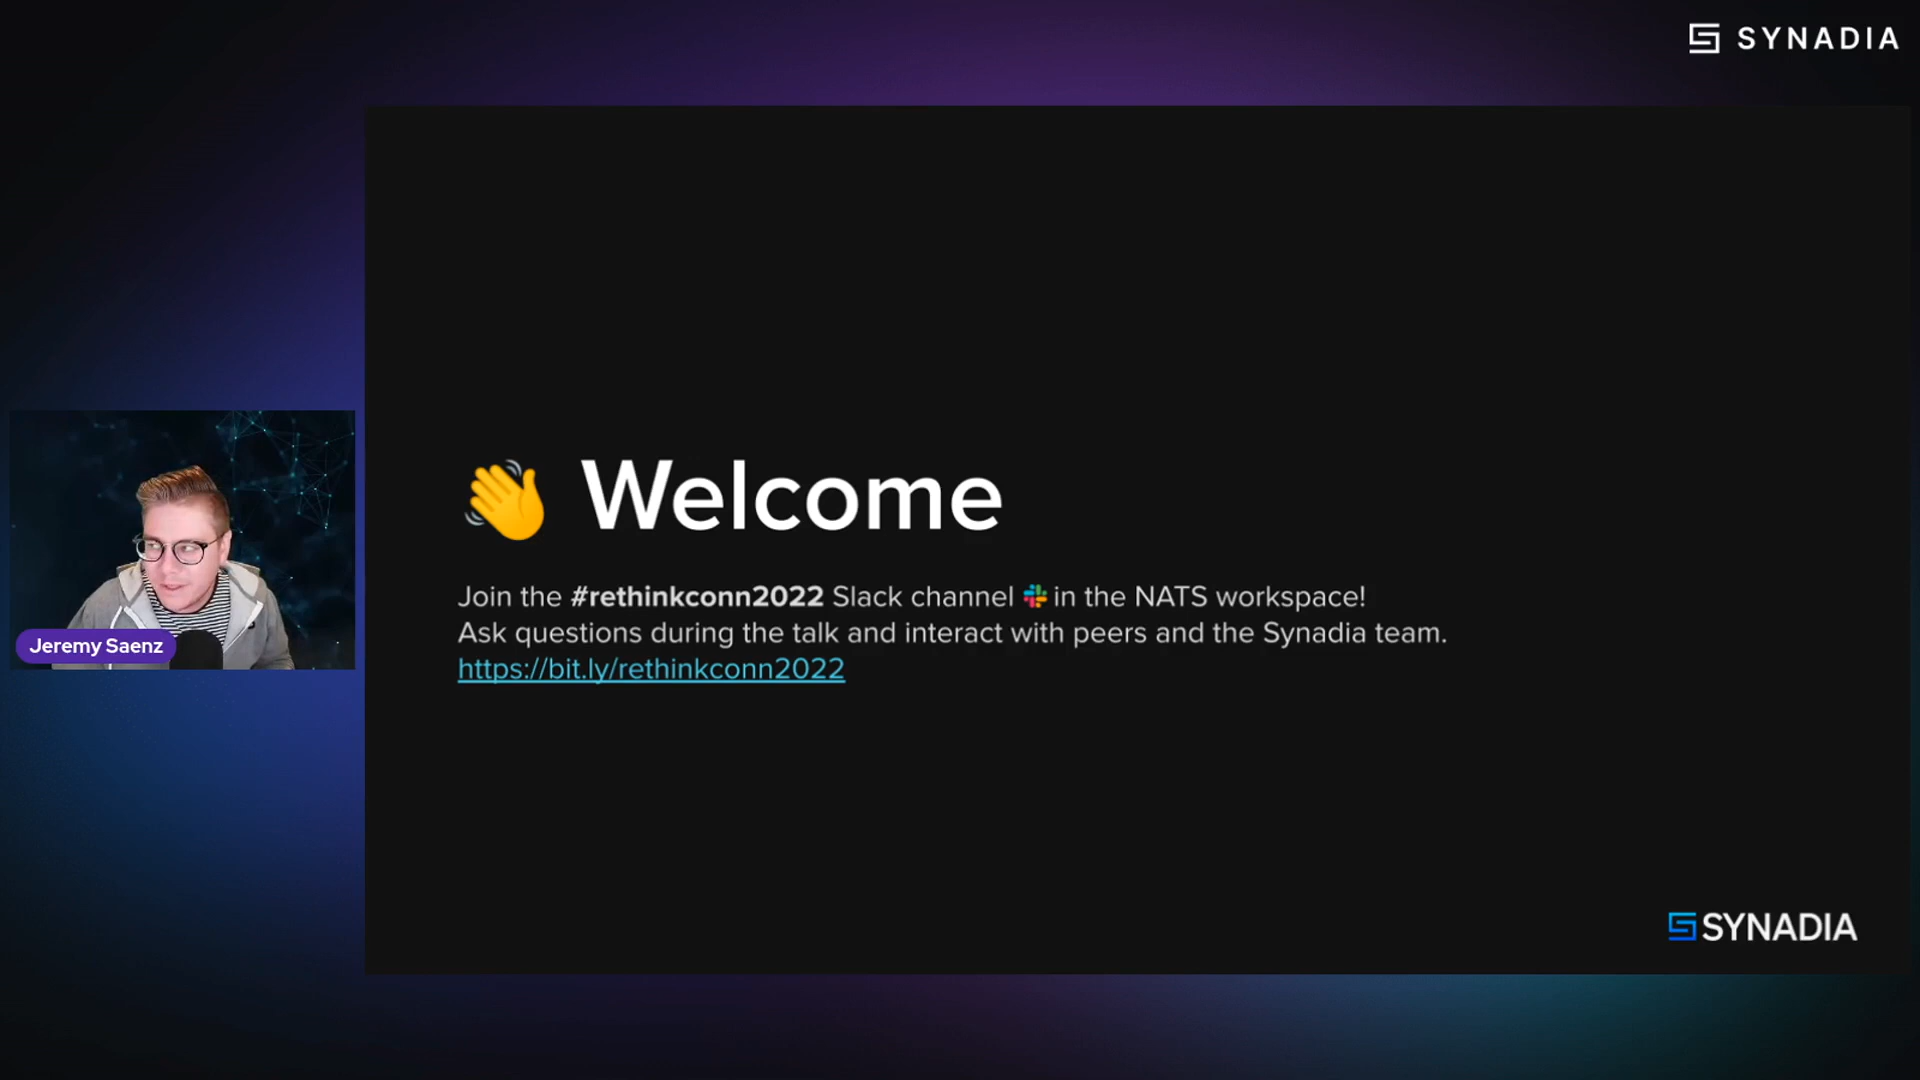 SYNADIA
👋 Welcome
Join the #rethinkconn2022 Slack channel in the NATS workspace!
Ask questions during the talk and interact with peers and the Synadia team.
https://bit.ly/rethinkconn2022
Jeremy Saenz
SYNADIA